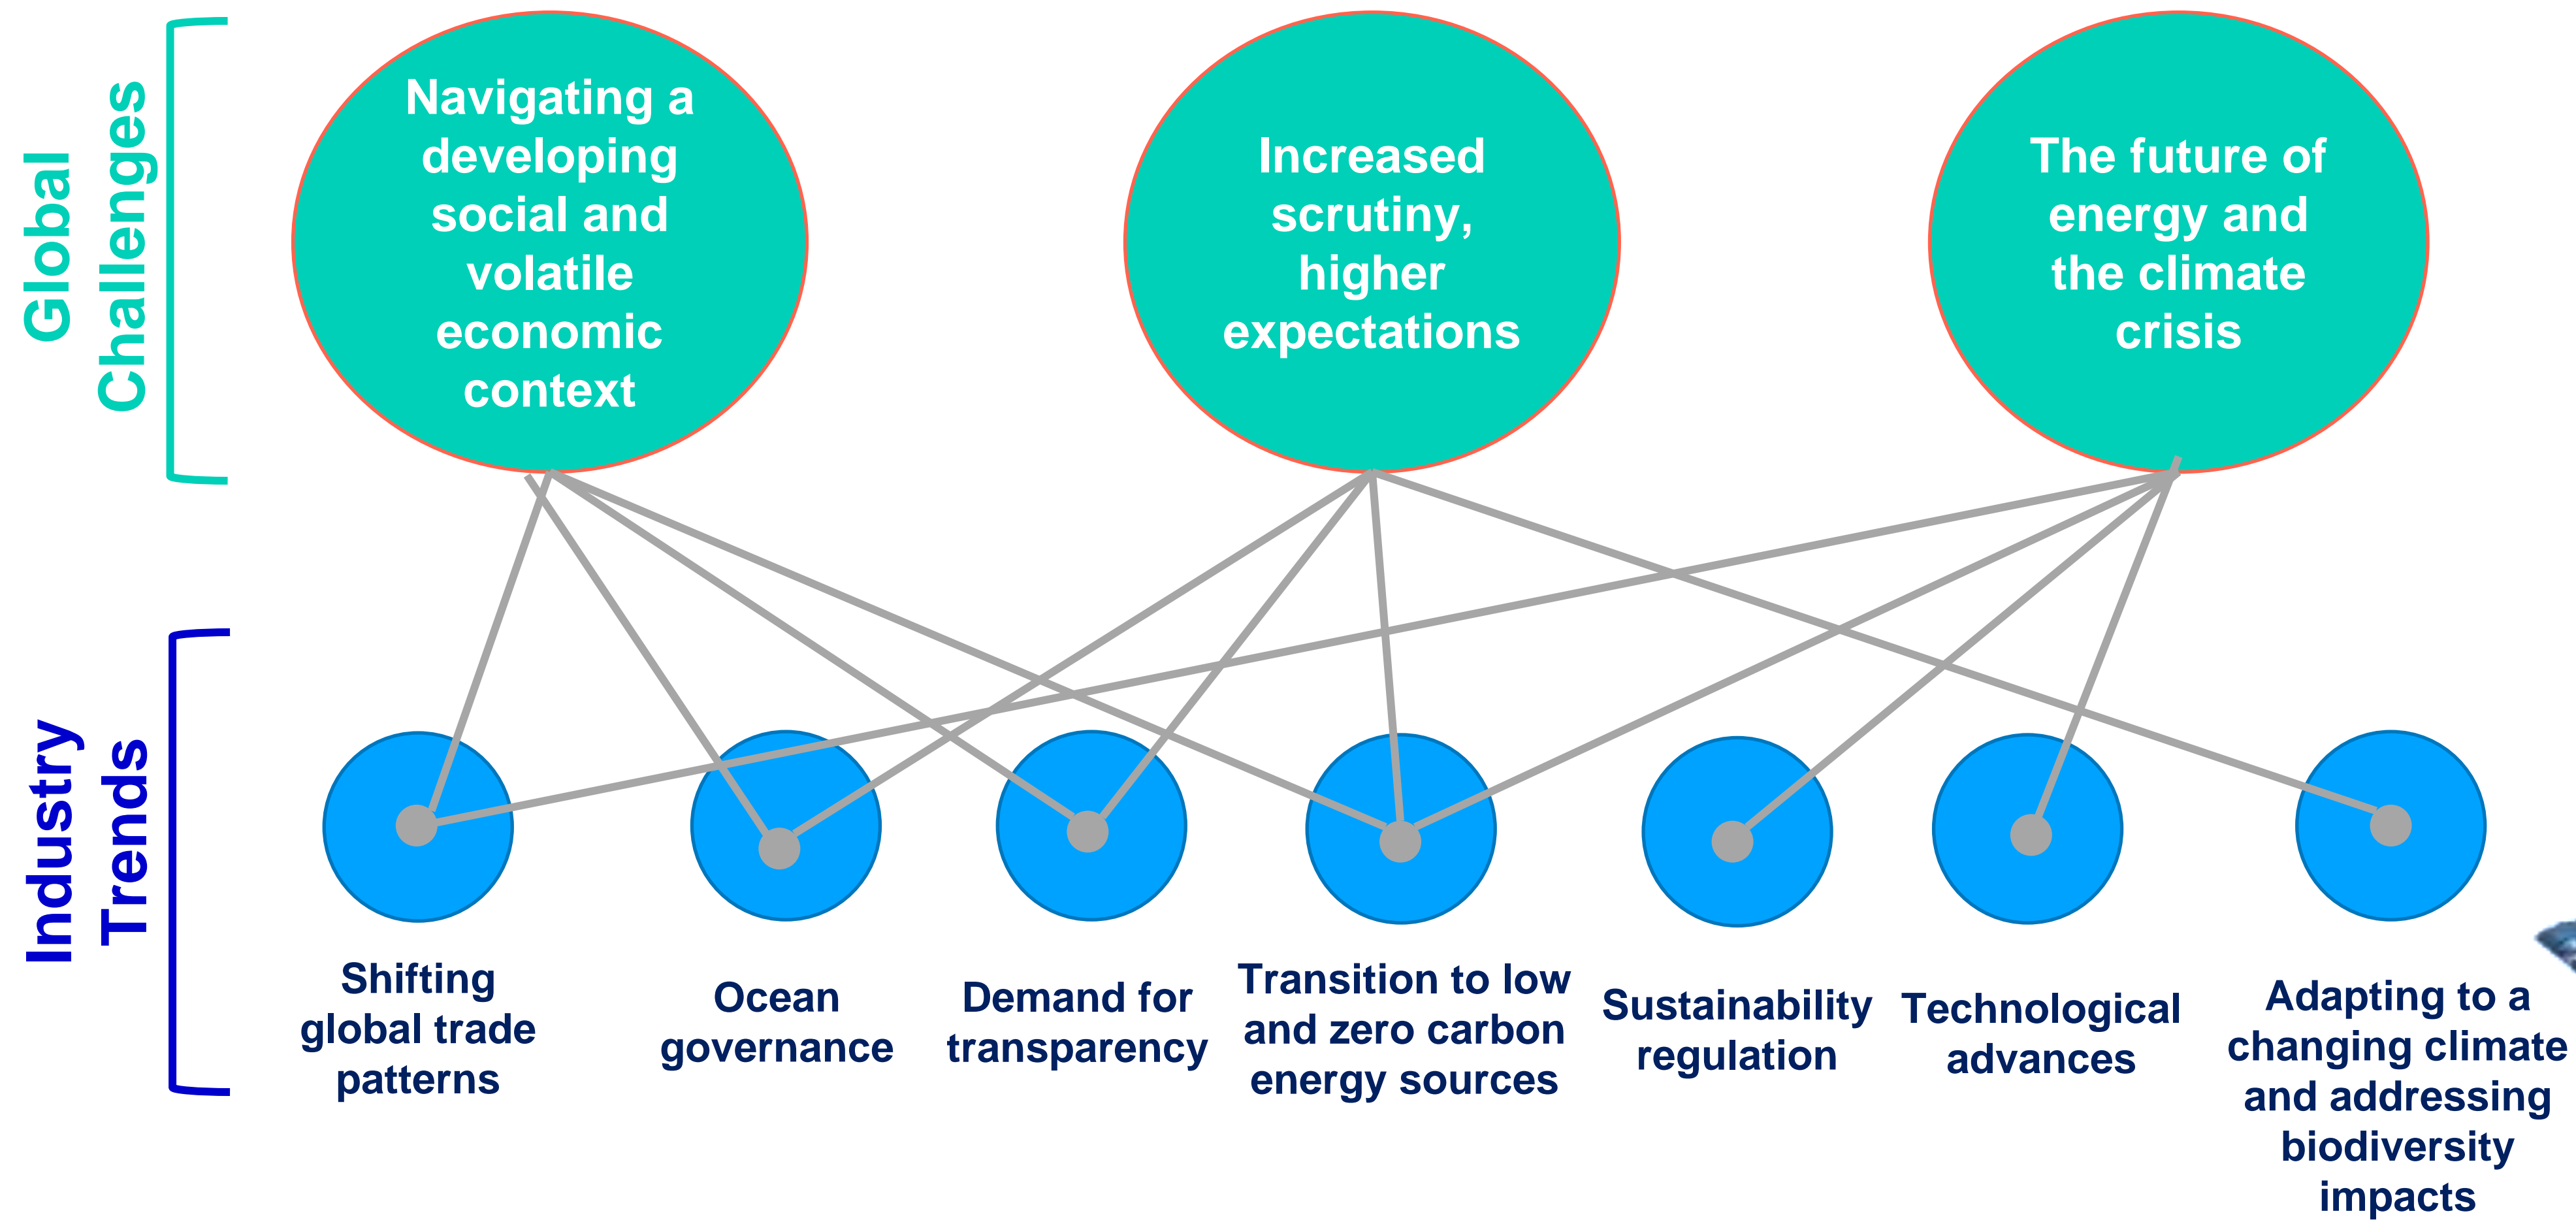 Global
Challenges
Navigating a
developing
social and
volatile
economic
context
Increased
scrutiny,
higher
expectations
The future of
energy and
the climate
crisis
Industry
Trends
Shifting
global trade
patterns
Ocean
governance
Demand for
transparency
Transition to low
and zero carbon
energy sources
Sustainability
regulation
Technological
advances
Adapting to a
changing climate
and addressing
biodiversity
impacts